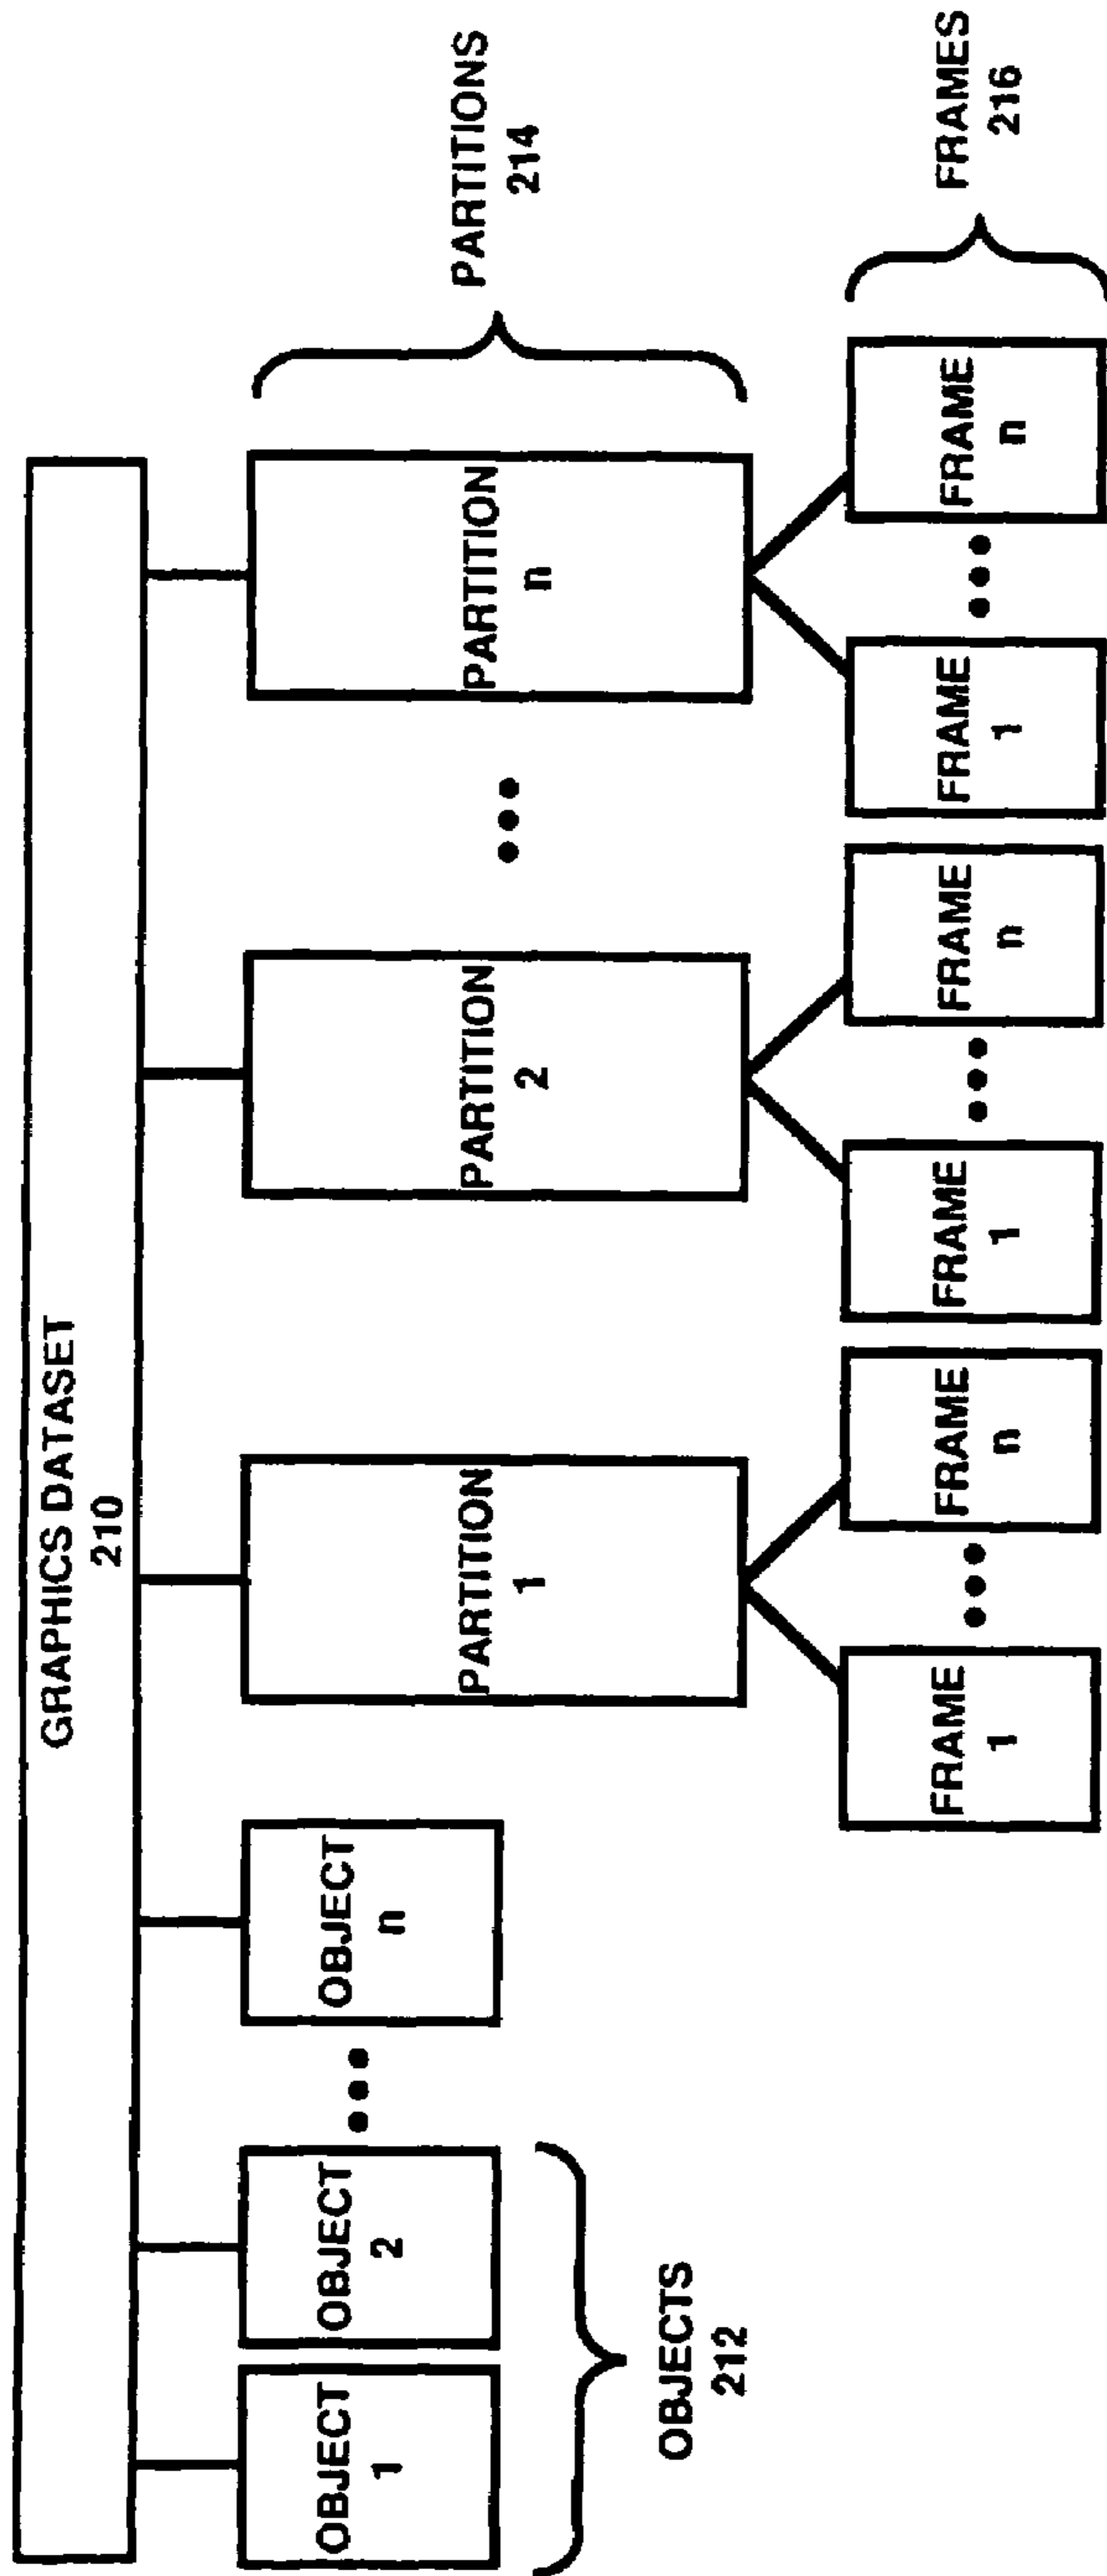 GRAPHICS DATASET
210
OBJECT
1
OBJECT
2
OBJECT
n
OBJECTS
212
PARTITION
1
PARTITION
2
PARTITION
n
PARTITIONS
214
FRAME
1
FRAME
n
FRAME
1
FRAME
n
FRAME
1
FRAME
n
FRAMES
216